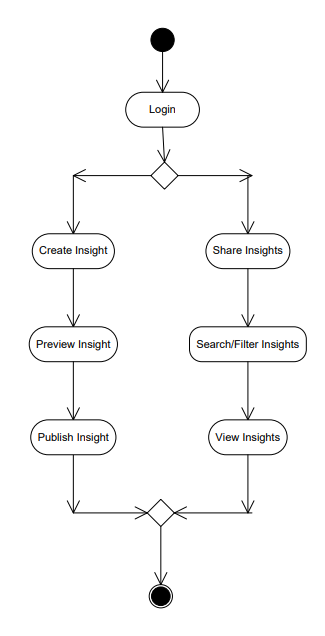 Login
Create Insight
Share Insights
Preview Insight
Search/Filter Insights
Publish Insight
View Insights